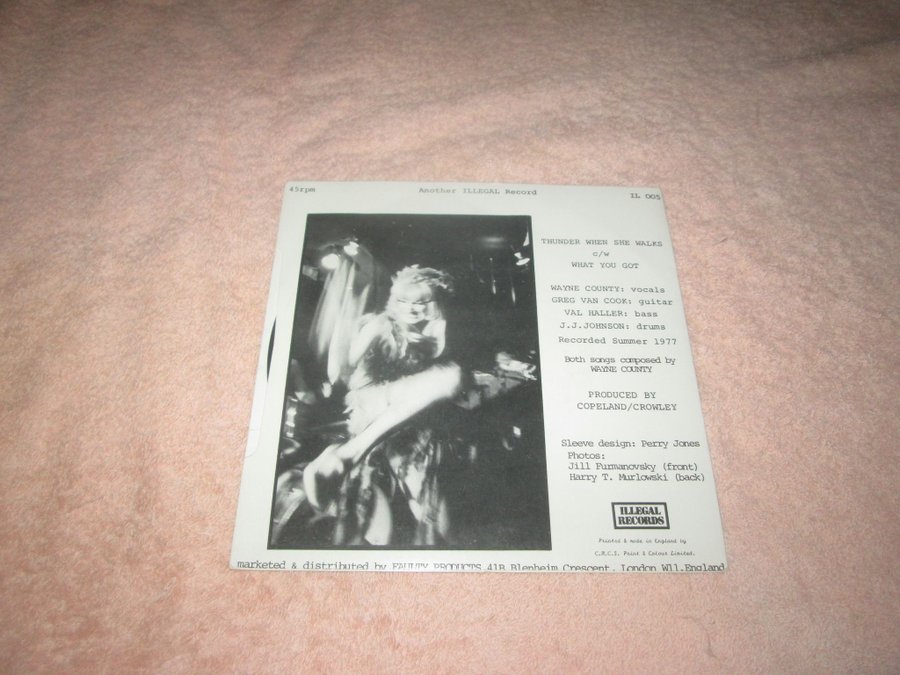 45rpm
Another ILLEGAL Record
IL 005
THUNDER WHEN SHE WALKS
c/w
WHAT YOU GOT
WAYNE COUNTY: vocals
GREG VAN COOK: guitar
VAL HALLER: bass
J.J.JOHNSON: drums
Recorded Summer 1977
Both songs composed by
WAYNE COUNTY
PRODUCED BY
COPELAND/CROWLEY
Sleeve design: Perry Jones
Photos:
Jill Furmanovsky (front)
Harry T. Murlowski (back)
ILLEGAL
RECORDS
Printed & made in England by
C.R.C.S. Print & Colour Limited.
marketed & distributed by FAULTY PRODUCTS,41B Blenheim Crescent, London W11.England